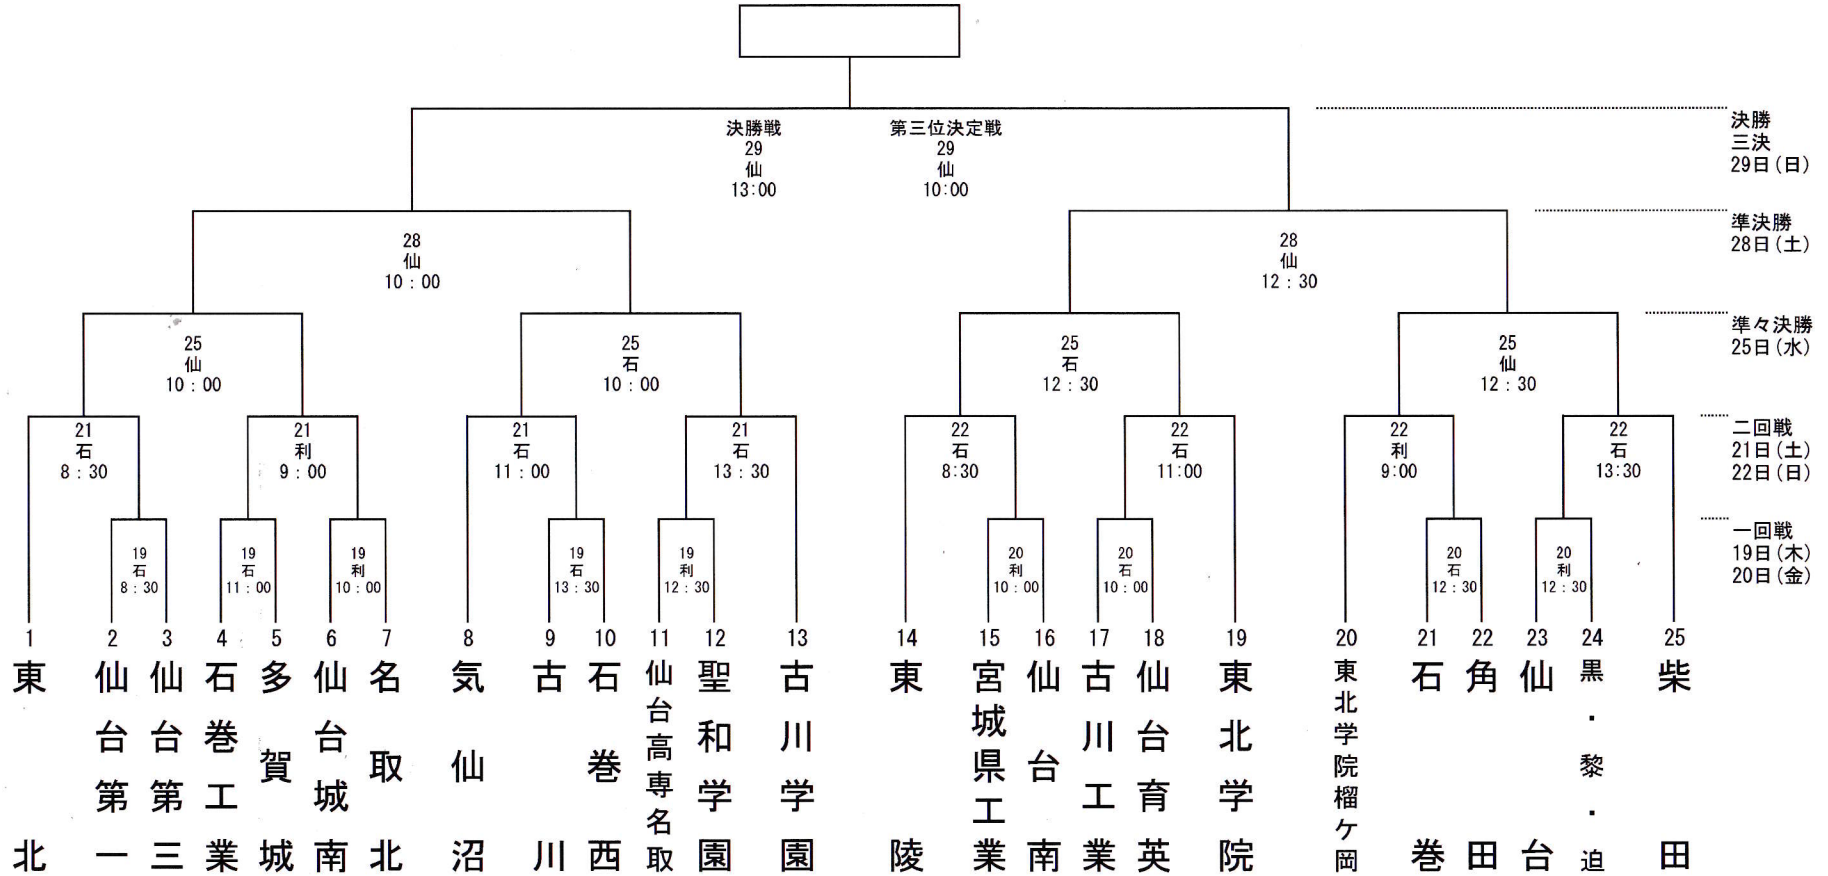 決勝戦
29
仙
13:00
第三位決定戦
29
仙
10:00
決勝
三決
29日(日)
28
仙
10:00
28
仙
12:30
準決勝
28日(土)
25
仙
10:00
25
石
10:00
25
石
12:30
25
仙
12:30
準々決勝
25日(水)
21
石
8:30
21
利
9:00
21
石
11:00
21
石
13:30
22
石
8:30
22
石
11:00
22
利
9:00
22
石
13:30
二回戦
21日(土)
22日(日)
19
石
8:30
19
石
11:00
19
利
10:00
19
石
13:30
19
利
12:30
20
利
10:00
20
石
10:00
20
石
12:30
20
利
12:30
一回戦
19日(木)
20日(金)
1
東北
2
仙台第一
3
仙台第三
4
石巻工業
5
多賀城
6
仙台城南
7
名取北
8
気仙沼
9
古川
10
石巻西
11
仙台高専名取
12
聖和学園
13
古川学園
14
東陵
15
宮城県工業
16
仙台南
17
古川工業
18
仙台育英
19
東北学院
20
東北学院榴ケ岡
21
石巻
22
角田
23
仙台
24
黒・黎・迫
25
柴田